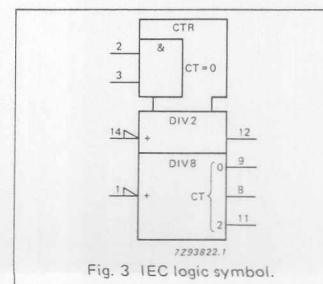 CTR
&
2
3
CT=0
DIV2
14
+
12
DIV8
0
9
1
+
CT
8
2
11
7Z93822.1
Fig. 3 IEC logic symbol.